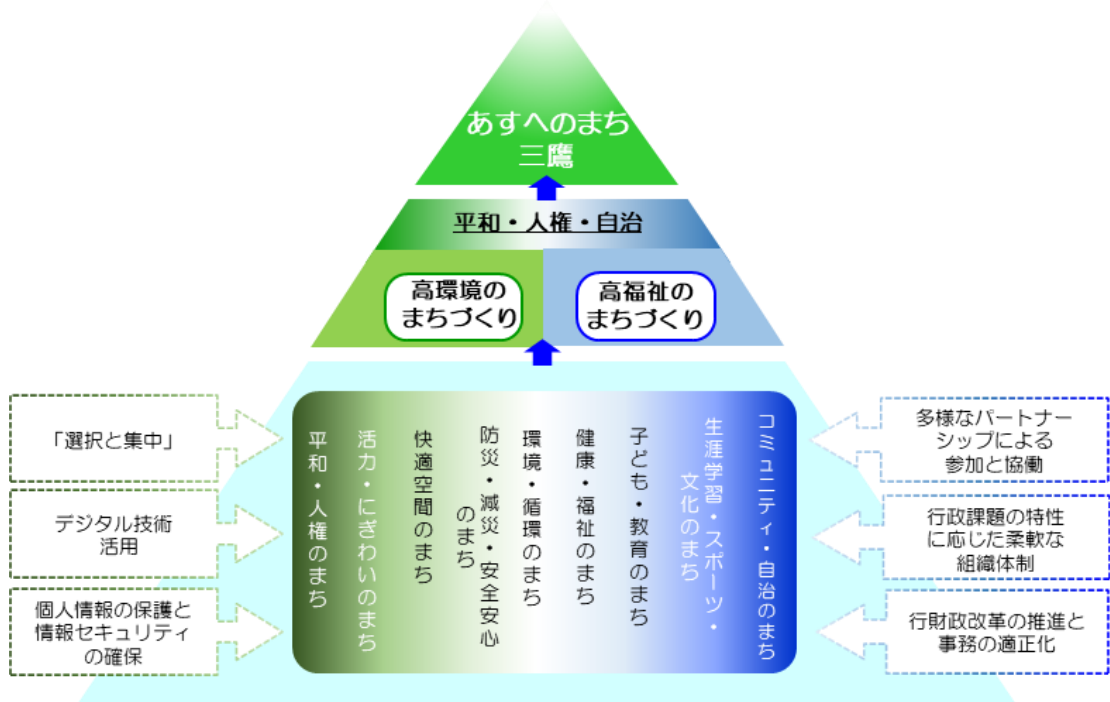 あすへのまち
三鷹
平和・人権・自治
高環境の
まちづくり
高福祉の
まちづくり
「選択と集中」
デジタル技術
活用
個人情報の保護と
情報セキュリティ
の確保
平和・人権のまち
活力・にぎわいのまち
快適空間のまち
防災・減災・安全安心
のまち
環境・循環のまち
健康・福祉のまち
子ども・教育のまち
生涯学習・スポーツ・
文化のまち
コミュニティ・自治のまち
多様なパートナー
シップによる
参加と協働
行政課題の特性
に応じた柔軟な
組織体制
行財政改革の推進と
事務の適正化